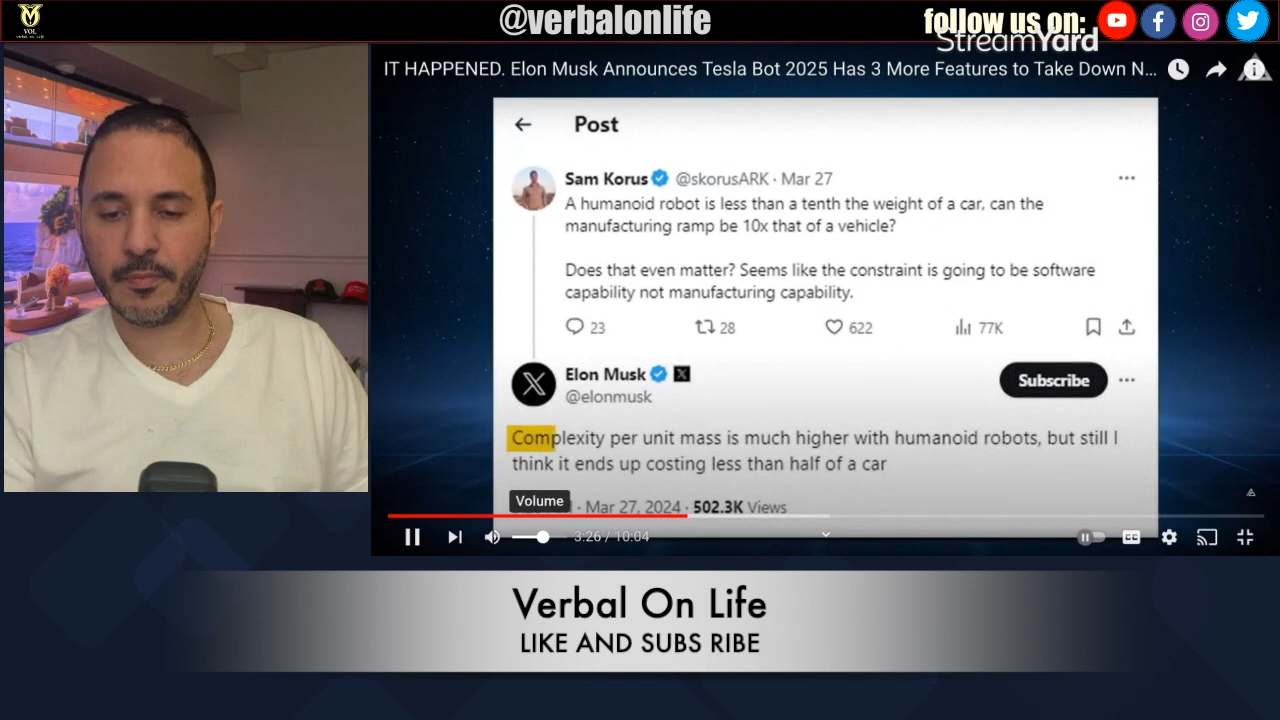 VOL
@verbalonlife
follow us on:
StreamYard
IT HAPPENED. Elon Musk Announces Tesla Bot 2025 Has 3 More Features to Take Down N...
Post
Sam Korus @skorusARK · Mar 27
A humanoid robot is less than a tenth the weight of a car, can the
manufacturing ramp be 10x that of a vehicle?
Does that even matter? Seems like the constraint is going to be software
capability not manufacturing capability.
23 28 622 77K
Elon Musk
@elonmusk
Subscribe
Complexity per unit mass is much higher with humanoid robots, but still I
think it ends up costing less than half of a car
Volume
· Mar 27, 2024 · 502.3K Views
3:26 / 10:04
CC
Verbal On Life
LIKE AND SUBS RIBE